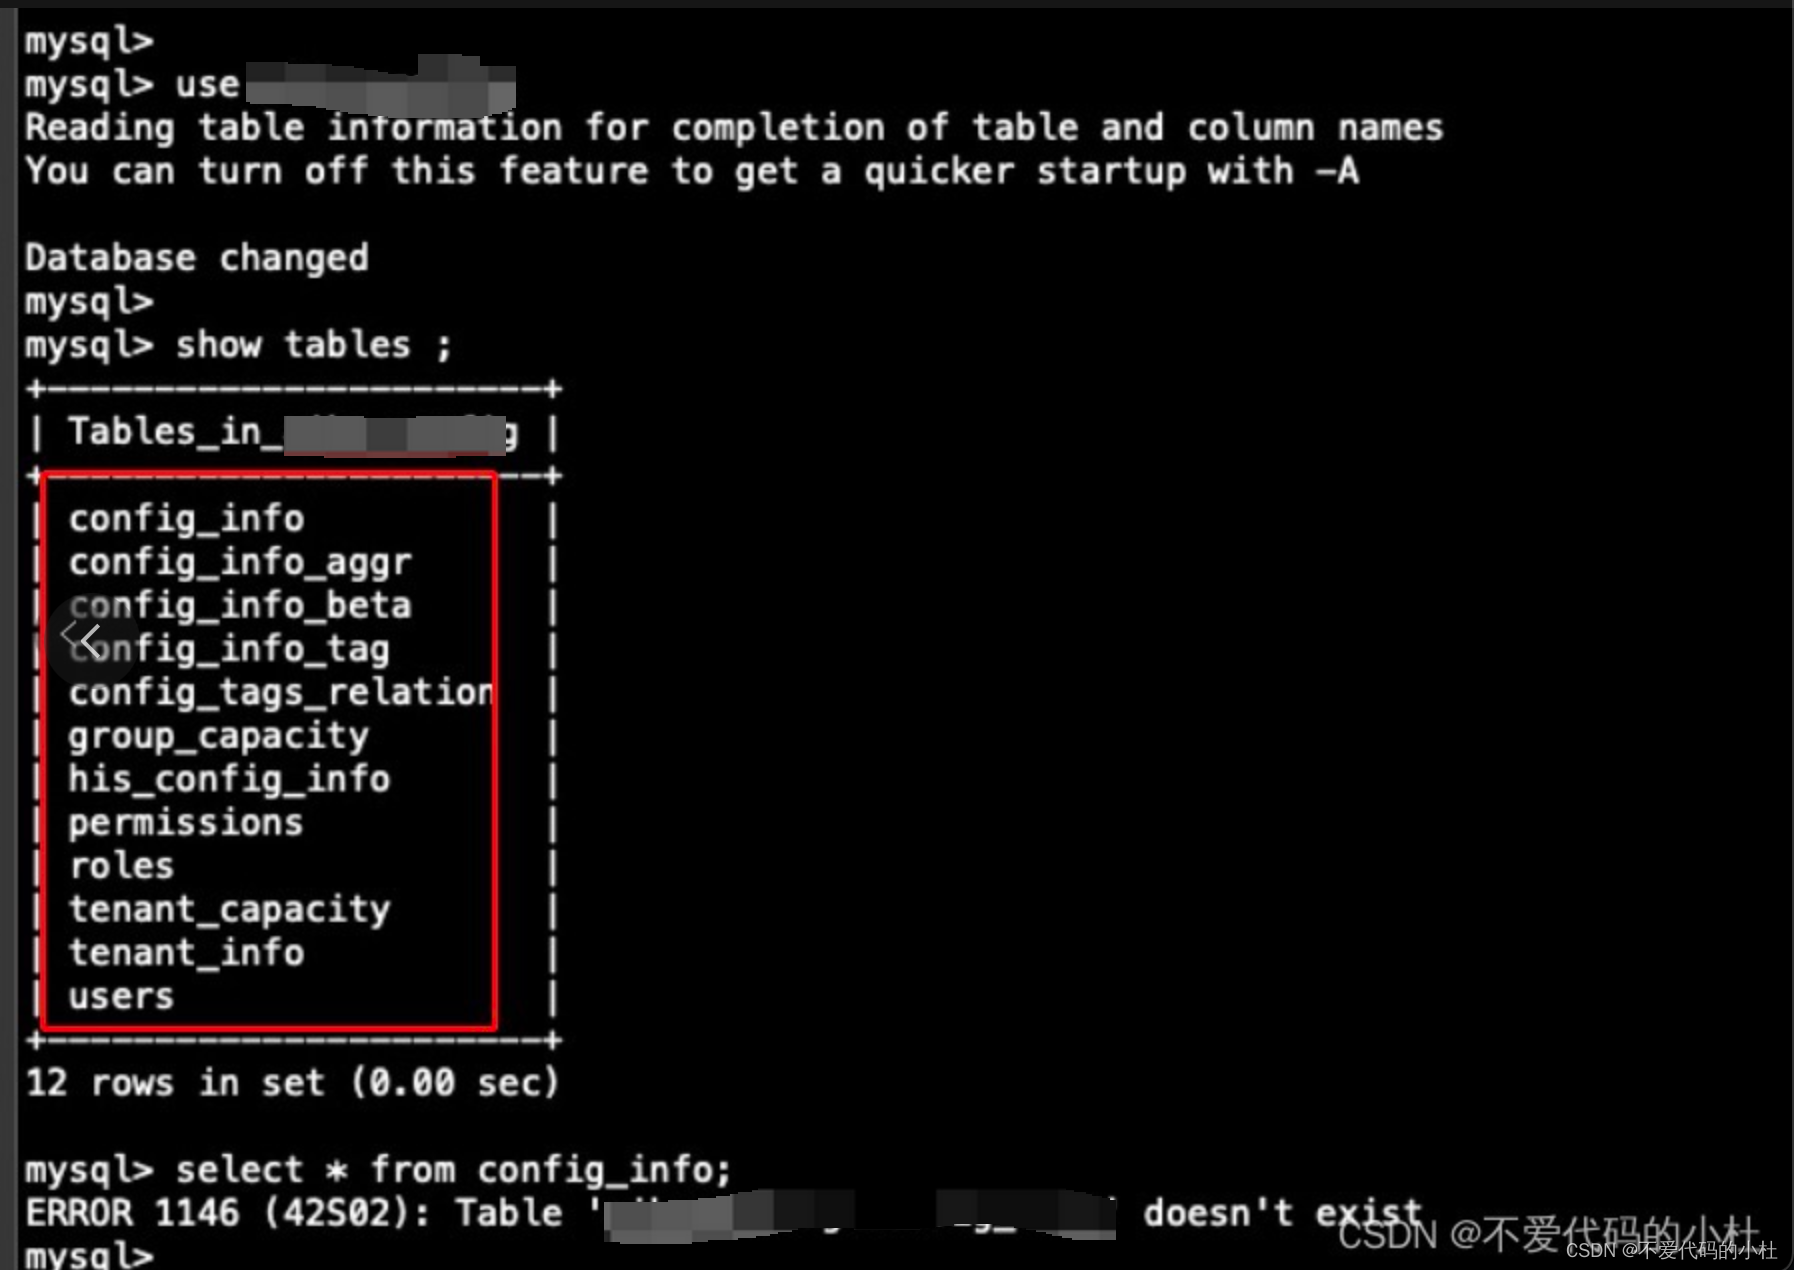 mysql>
mysql> use
Reading table information for completion of table and column names
You can turn off this feature to get a quicker startup with -A
Database changed
mysql>
mysql> show tables ;
+-----------------------+
| Tables_in_ g |
+-----------------------+
| config_info |
| config_info_aggr |
| config_info_beta |
| config_info_tag |
| config_tags_relation |
| group_capacity |
| his_config_info |
| permissions |
| roles |
| tenant_capacity |
| tenant_info |
| users |
+-----------------------+
12 rows in set (0.00 sec)
mysql> select * from config_info;
ERROR 1146 (42S02): Table ' ' doesn't exist
mysql>
CSDN @不爱代码的小杜
CSDN @不爱代码的小杜